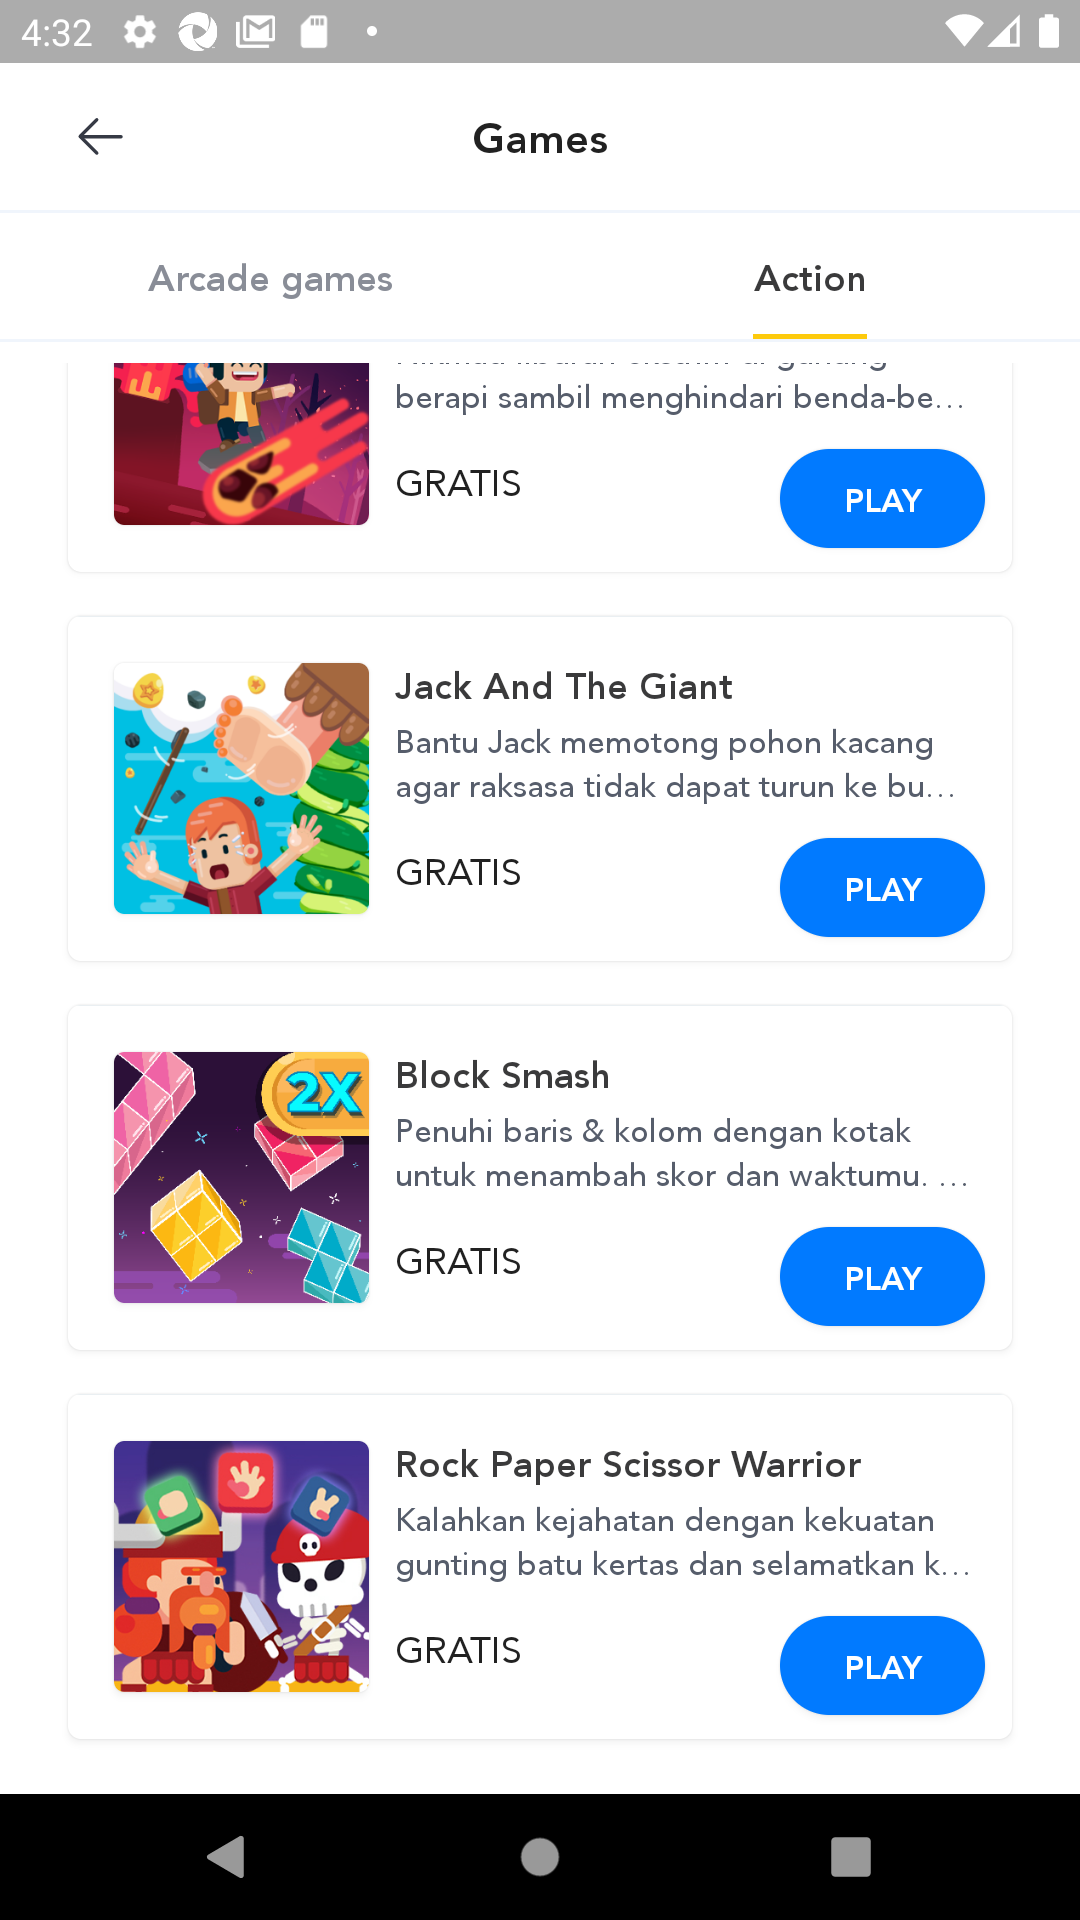 4:32
Games
Arcade games
Action
berapi sambil menghindari benda-be...
GRATIS
PLAY
Jack And The Giant
Bantu Jack memotong pohon kacang
agar raksasa tidak dapat turun ke bu...
GRATIS
PLAY
2X
Block Smash
Penuhi baris & kolom dengan kotak
untuk menambah skor dan waktumu. ...
GRATIS
PLAY
Rock Paper Scissor Warrior
Kalahkan kejahatan dengan kekuatan
gunting batu kertas dan selamatkan k...
GRATIS
PLAY